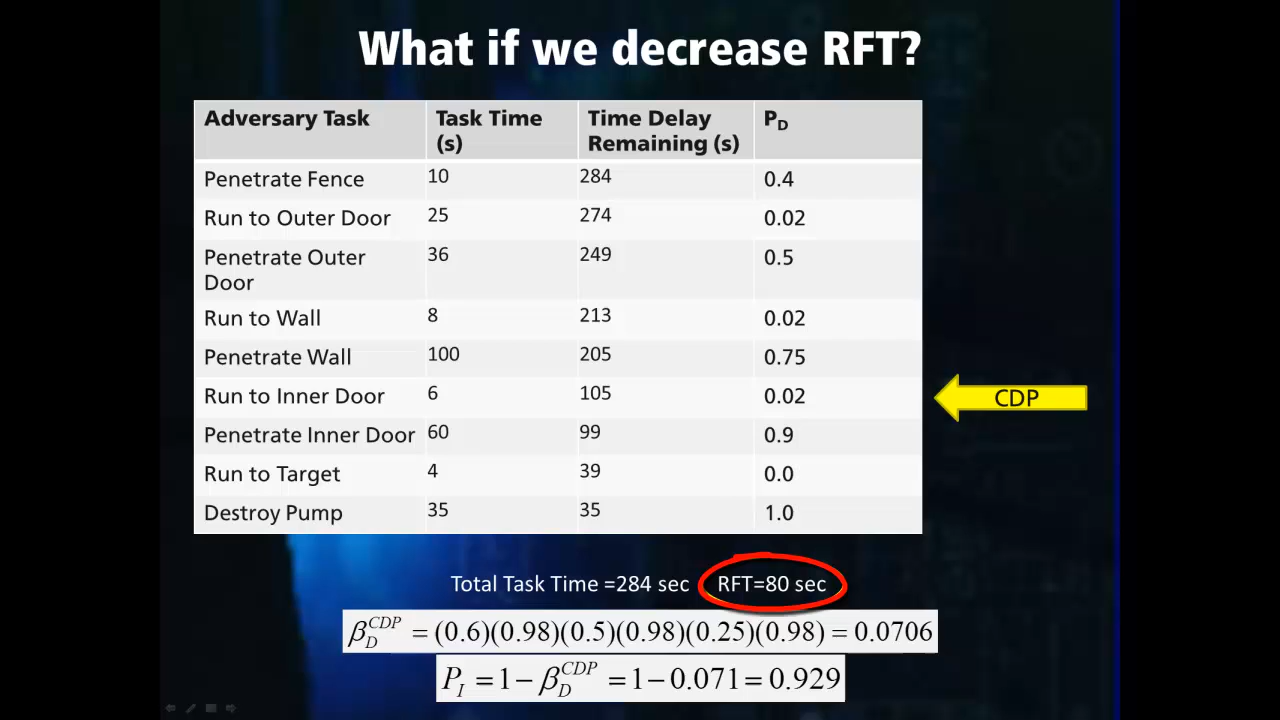 What if we decrease RFT?
Adversary Task Task Time (s) Time Delay Remaining (s) P_D
Penetrate Fence 10 284 0.4
Run to Outer Door 25 274 0.02
Penetrate Outer Door 36 249 0.5
Run to Wall 8 213 0.02
Penetrate Wall 100 205 0.75
Run to Inner Door 6 105 0.02
CDP
Penetrate Inner Door 60 99 0.9
Run to Target 4 39 0.0
Destroy Pump 35 35 1.0
Total Task Time =284 sec RFT=80 sec
β_D^CDP = (0.6)(0.98)(0.5)(0.98)(0.25)(0.98) = 0.0706
P_I = 1 − β_D^CDP = 1 − 0.071 = 0.929